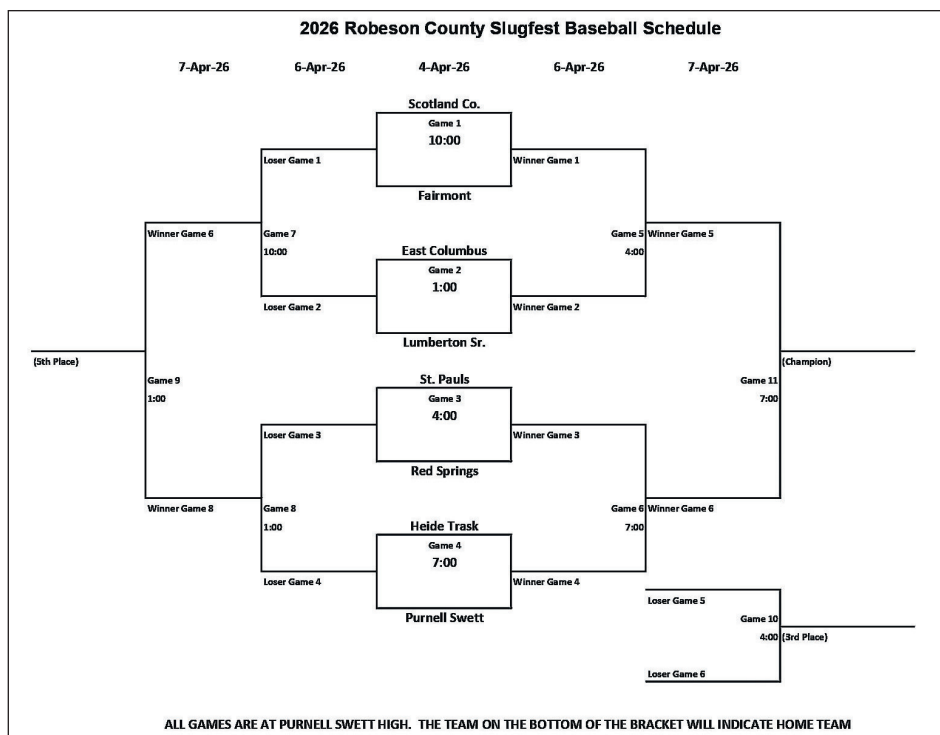 2026 Robeson County Slugfest Baseball Schedule
7-Apr-26 6-Apr-26 4-Apr-26 6-Apr-26 7-Apr-26
Scotland Co.
Game 1
10:00
Loser Game 1 Winner Game 1
Fairmont
Winner Game 6 Game 7 Game 5 Winner Game 5
10:00 4:00
East Columbus
Game 2
1:00
Loser Game 2 Winner Game 2
Lumberton Sr.
(5th Place) (Champion)
St. Pauls
Game 9 Game 11
1:00 7:00
Game 3
4:00
Loser Game 3 Winner Game 3
Red Springs
Winner Game 8 Game 8 Game 6 Winner Game 6
1:00 7:00
Heide Trask
Game 4
7:00
Loser Game 4 Winner Game 4
Purnell Swett
Loser Game 5
Game 10
4:00 (3rd Place)
Loser Game 6
ALL GAMES ARE AT PURNELL SWETT HIGH. THE TEAM ON THE BOTTOM OF THE BRACKET WILL INDICATE HOME TEAM